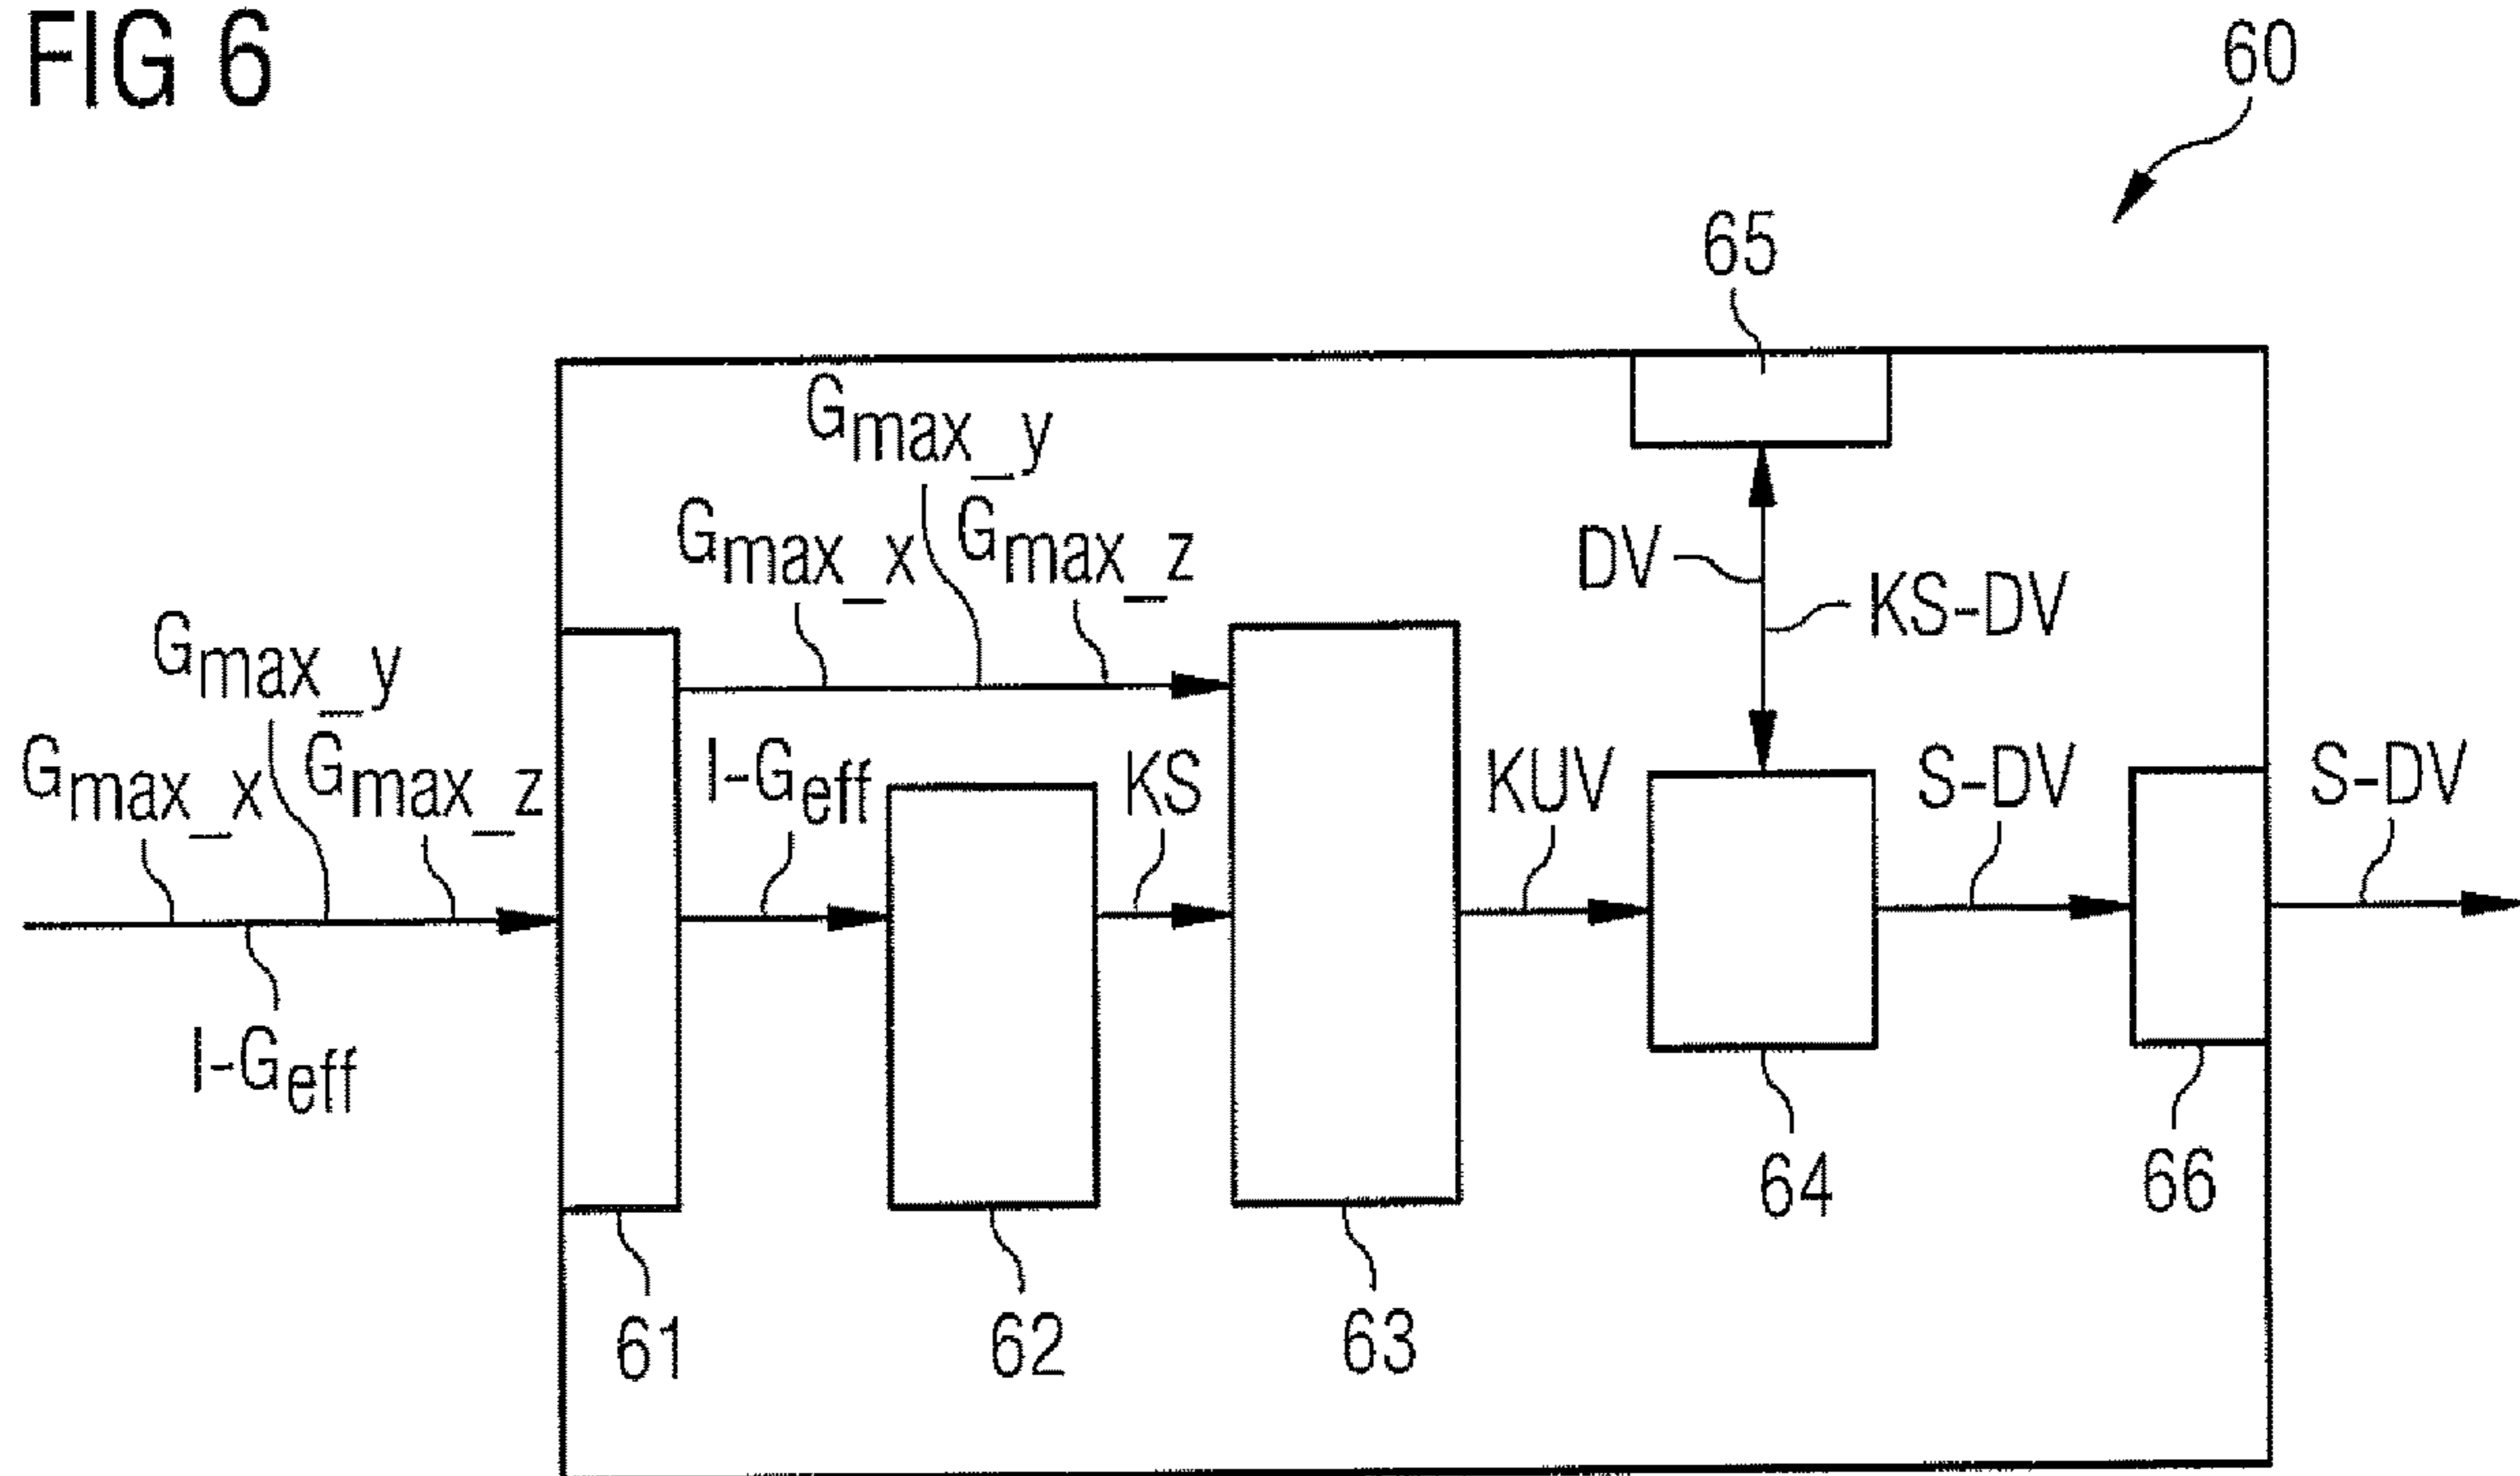 FIG 6
60
65
Gmax_y
Gmax_x Gmax_z
DV
KS-DV
Gmax_y
Gmax_x Gmax_z
I-Geff
KS
KUV
S-DV
S-DV
I-Geff
64
66
61
62
63